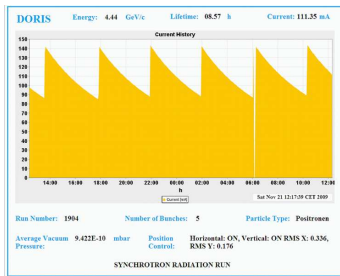 DORIS Energy: 4.44 GeV/c Lifetime: 08.57 h Current: 111.35 mA
Current History
150
140
130
120
110
100
90
80
70
60
50
40
30
20
10
0
14:00 16:00 18:00 20:00 22:00 00:00 02:00 04:00 06:00 08:00 10:00 12:00
h
Current [mA]
Sat Nov 21 12:17:39 CET 2009
Run Number: 1904 Number of Bunches: 5 Particle Type: Positronen
Average Vacuum 9.422E-10 mbar Position Horizontal: ON, Vertical: ON RMS X: 0.336,
Pressure: Control: RMS Y: 0.176
SYNCHROTRON RADIATION RUN